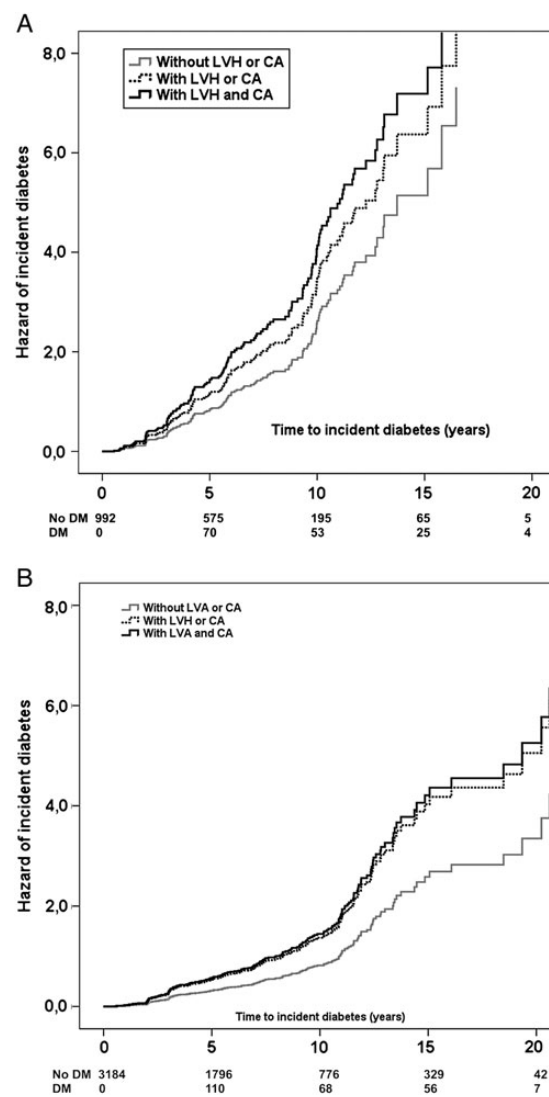 A
Without LVH or CA
With LVH or CA
With LVH and CA
8,0
6,0
4,0
2,0
0,0
Hazard of incident diabetes
Time to incident diabetes (years)
0 5 10 15 20
No DM 992 575 195 65 5
DM 0 70 53 25 4
B
Without LVA or CA
With LVH or CA
With LVA and CA
8,0
6,0
4,0
2,0
0,0
Hazard of incident diabetes
Time to incident diabetes (years)
0 5 10 15 20
No DM 3184 1796 776 329 42
DM 0 110 68 56 7